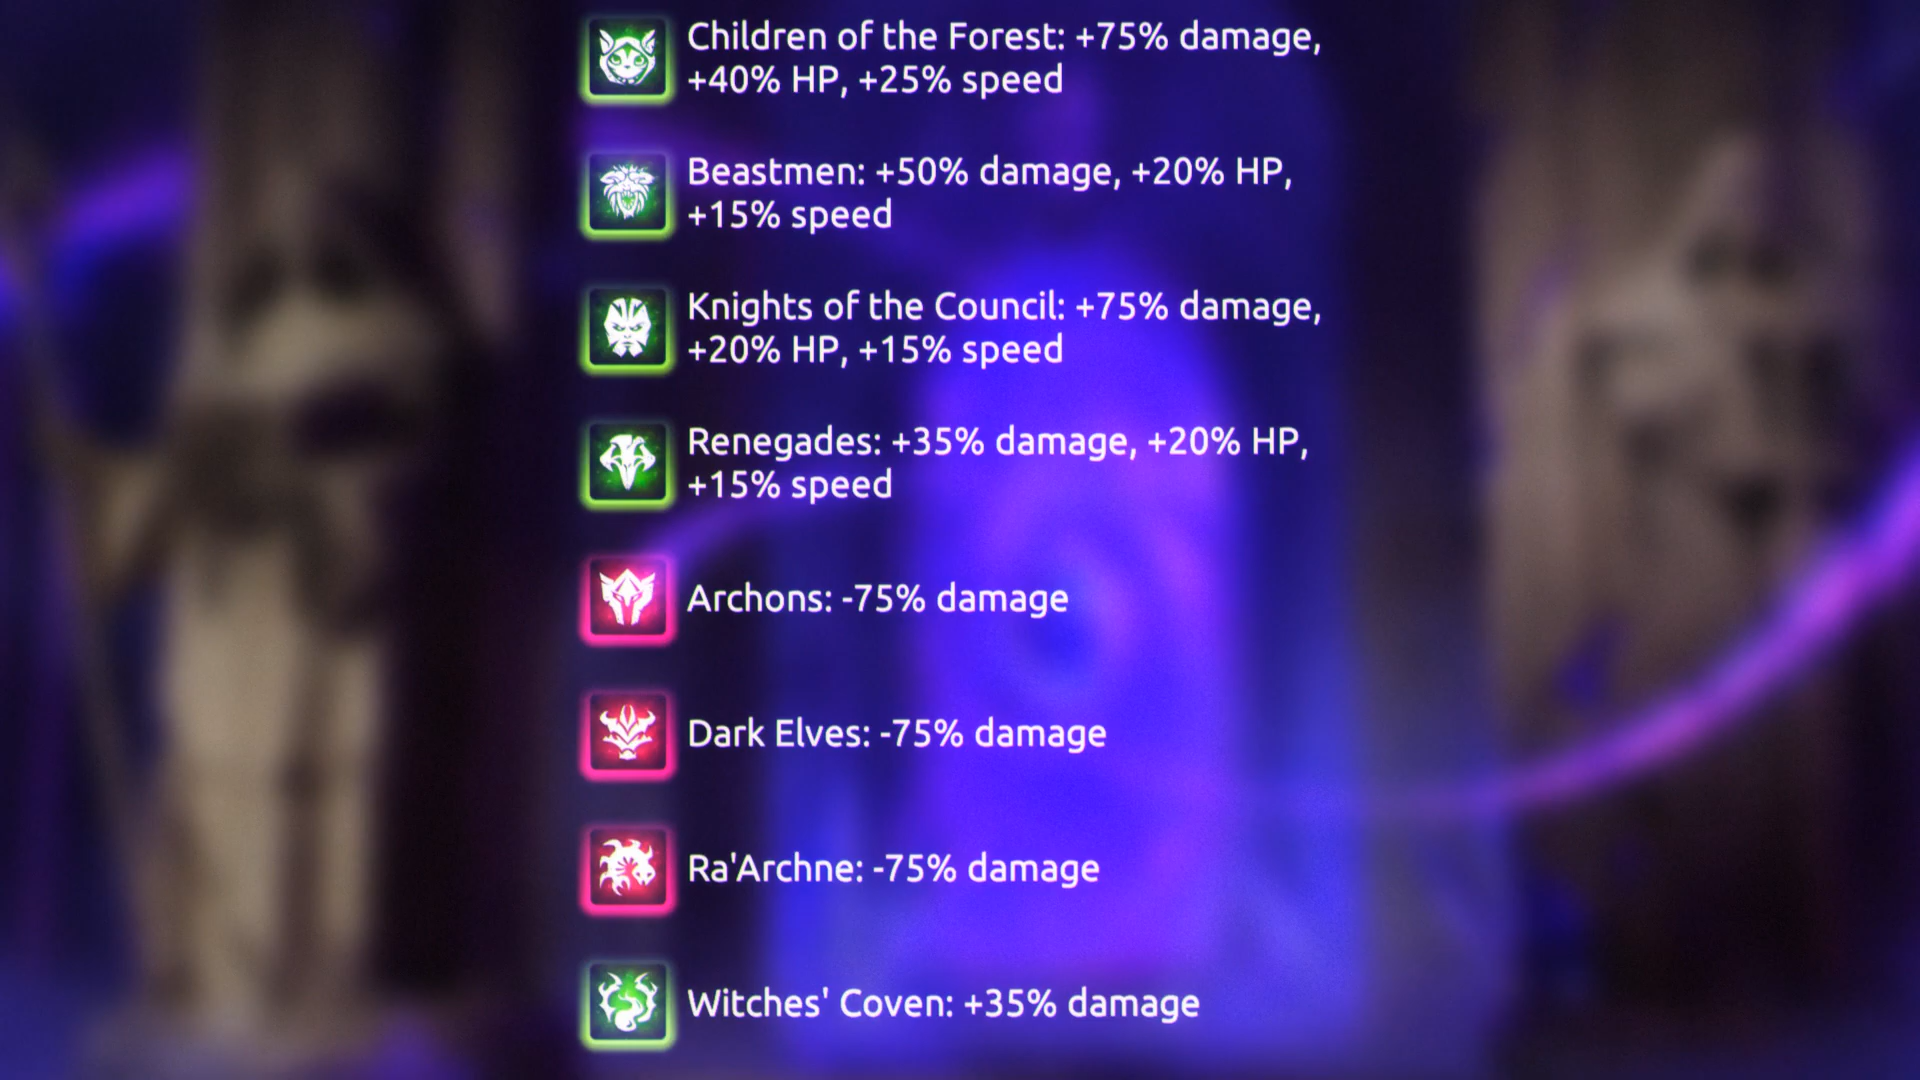 Children of the Forest: +75% damage,
+40% HP, +25% speed
Beastmen: +50% damage, +20% HP,
+15% speed
Knights of the Council: +75% damage,
+20% HP, +15% speed
Renegades: +35% damage, +20% HP,
+15% speed
Archons: -75% damage
Dark Elves: -75% damage
Ra'Archne: -75% damage
Witches' Coven: +35% damage